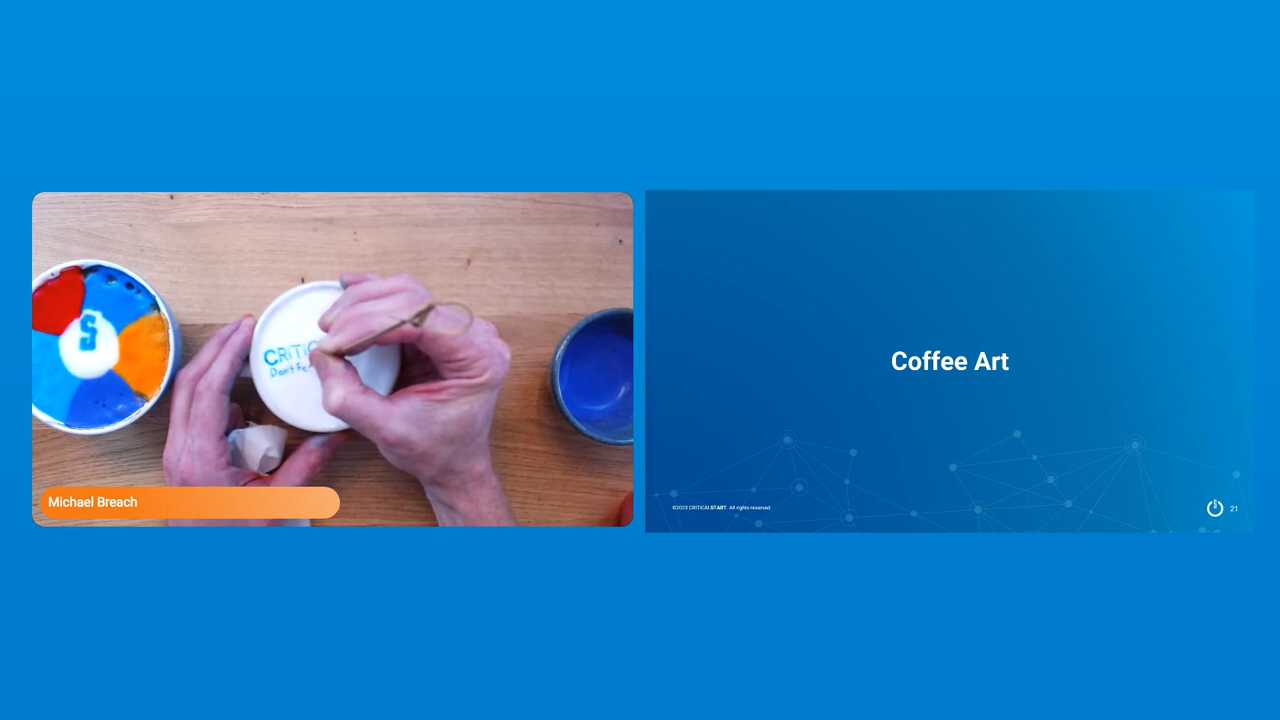 S
CRiTiC
Don't fe
Michael Breach
Coffee Art
©2023 CRITICALSTART. All rights reserved.
21